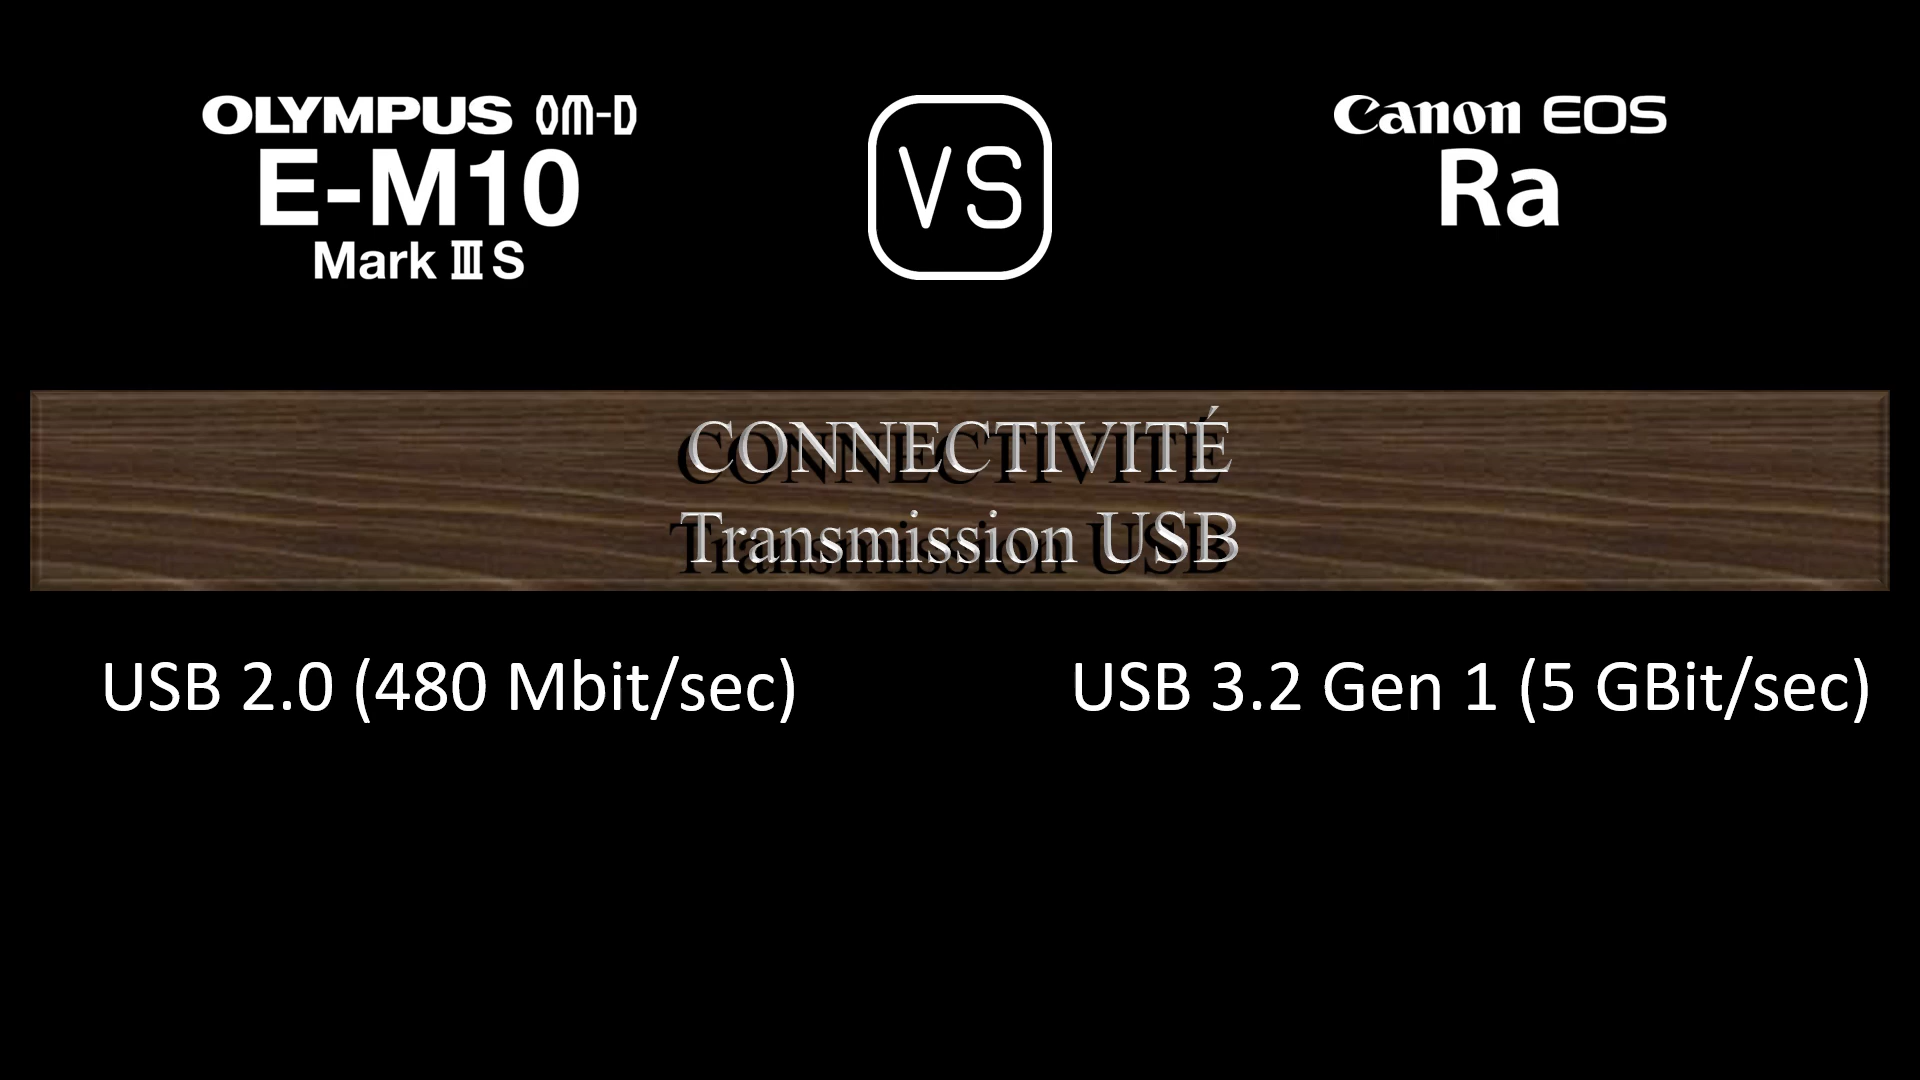 OLYMPUS OM-D
E-M10
Mark III S
VS
Canon EOS
Ra
CONNECTIVITÉ
Transmission USB
USB 2.0 (480 Mbit/sec)
USB 3.2 Gen 1 (5 GBit/sec)